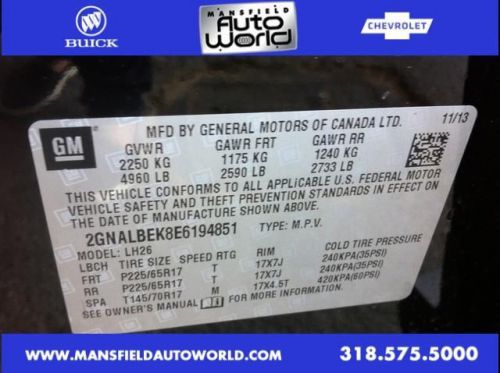 BUICK
MANSFIELD
Auto
World
CHEVROLET
GM
MFD BY GENERAL MOTORS OF CANADA LTD. 11/13
GVWR GAWR FRT GAWR RR
2250 KG 1175 KG 1240 KG
4960 LB 2590 LB 2733 LB
THIS VEHICLE CONFORMS TO ALL APPLICABLE U.S. FEDERAL MOTOR
VEHICLE SAFETY AND THEFT PREVENTION STANDARDS IN EFFECT ON
THE DATE OF MANUFACTURE SHOWN ABOVE.
2GNALBEK8E6194851 TYPE: M.P.V.
MODEL: LH26
LBCH TIRE SIZE SPEED RTG RIM COLD TIRE PRESSURE
FRT P225/65R17 T 17X7J 240KPA(35PSI)
RR P225/65R17 T 17X7J 240KPA(35PSI)
SPA T145/70R17 M 17X4.5T 420KPA(60PSI)
SEE OWNER'S MANUAL FOR MORE INFORMATION.
WWW.MANSFIELDAUTOWORLD.COM 318.575.5000